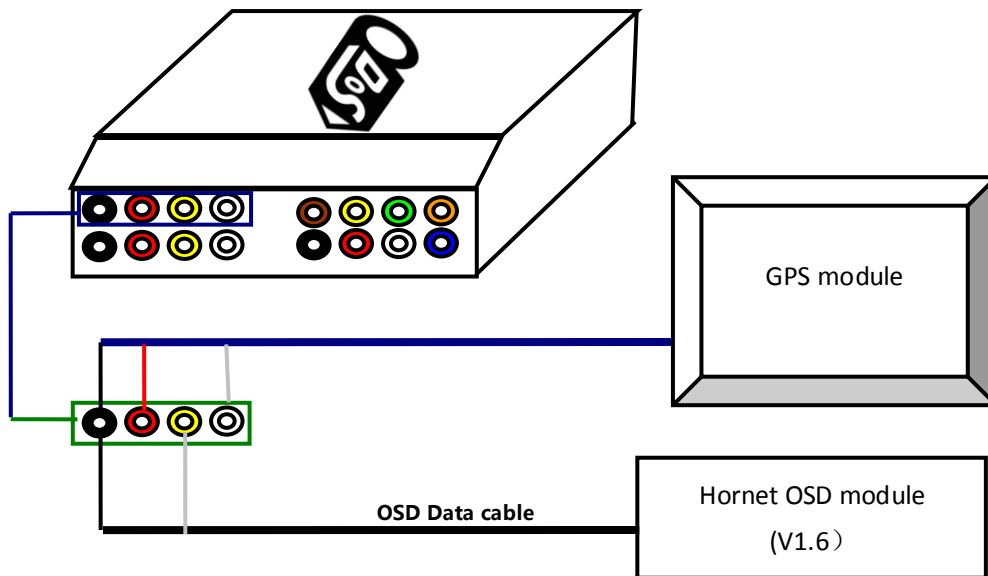 GPS module
OSD Data cable
Hornet OSD module
(V1.6）